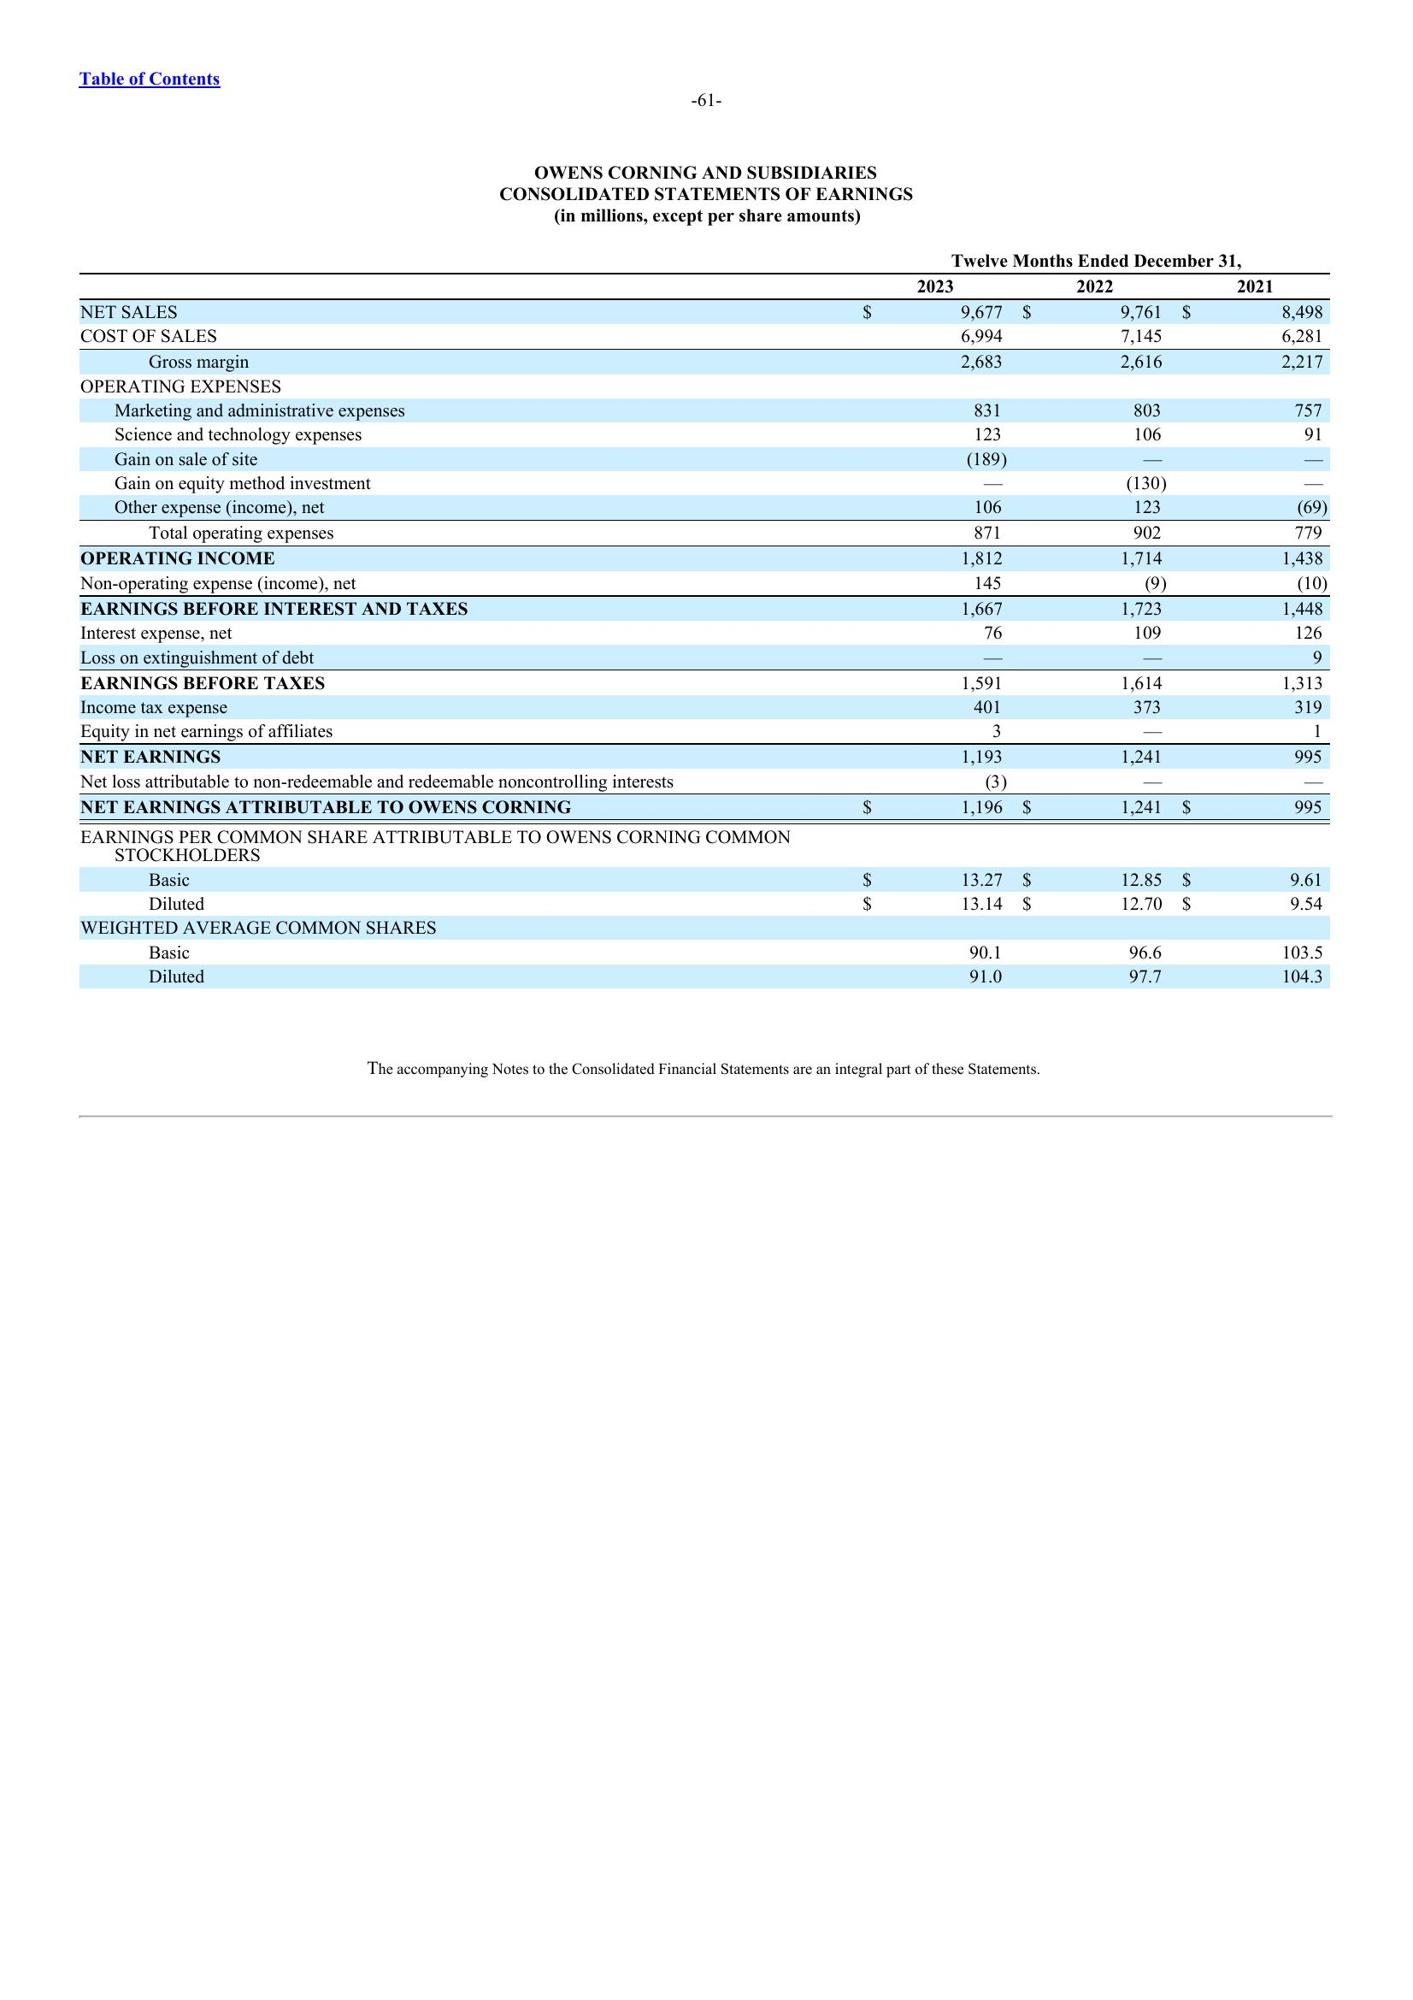 Table of Contents
-61-
OWENS CORNING AND SUBSIDIARIES
CONSOLIDATED STATEMENTS OF EARNINGS
(in millions, except per share amounts)
Twelve Months Ended December 31,
2023 2022 2021
NET SALES $ 9,677 $ 9,761 $ 8,498
COST OF SALES 6,994 7,145 6,281
Gross margin 2,683 2,616 2,217
OPERATING EXPENSES
Marketing and administrative expenses 831 803 757
Science and technology expenses 123 106 91
Gain on sale of site (189) — —
Gain on equity method investment — (130) —
Other expense (income), net 106 123 (69)
Total operating expenses 871 902 779
OPERATING INCOME 1,812 1,714 1,438
Non-operating expense (income), net 145 (9) (10)
EARNINGS BEFORE INTEREST AND TAXES 1,667 1,723 1,448
Interest expense, net 76 109 126
Loss on extinguishment of debt — — 9
EARNINGS BEFORE TAXES 1,591 1,614 1,313
Income tax expense 401 373 319
Equity in net earnings of affiliates 3 — 1
NET EARNINGS 1,193 1,241 995
Net loss attributable to non-redeemable and redeemable noncontrolling interests (3) — —
NET EARNINGS ATTRIBUTABLE TO OWENS CORNING $ 1,196 $ 1,241 $ 995
EARNINGS PER COMMON SHARE ATTRIBUTABLE TO OWENS CORNING COMMON
STOCKHOLDERS
Basic $ 13.27 $ 12.85 $ 9.61
Diluted $ 13.14 $ 12.70 $ 9.54
WEIGHTED AVERAGE COMMON SHARES
Basic 90.1 96.6 103.5
Diluted 91.0 97.7 104.3
The accompanying Notes to the Consolidated Financial Statements are an integral part of these Statements.